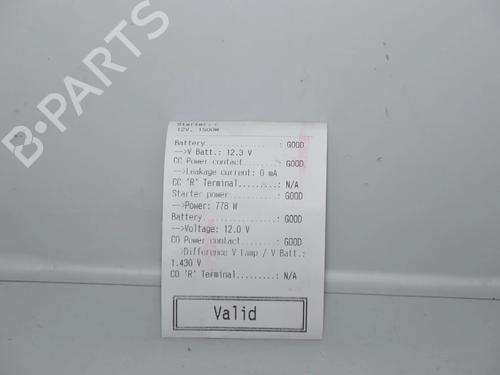 B-PARTS
Starter:
12V, 1500W
Battery....................: GOOD
-->V Batt.: 12.3 V
CC Power contact.......: GOOD
-->Leakage current: 0 mA
CC 'R' Terminal.........: N/A
Starter power............: GOOD
-->Power: 778 W
Battery....................: GOOD
-->Voltage: 12.0 V
CO Power contact.......: GOOD
-->Difference V Lamp / V Batt.:
1.430 V
CO 'R' Terminal.........: N/A
Valid